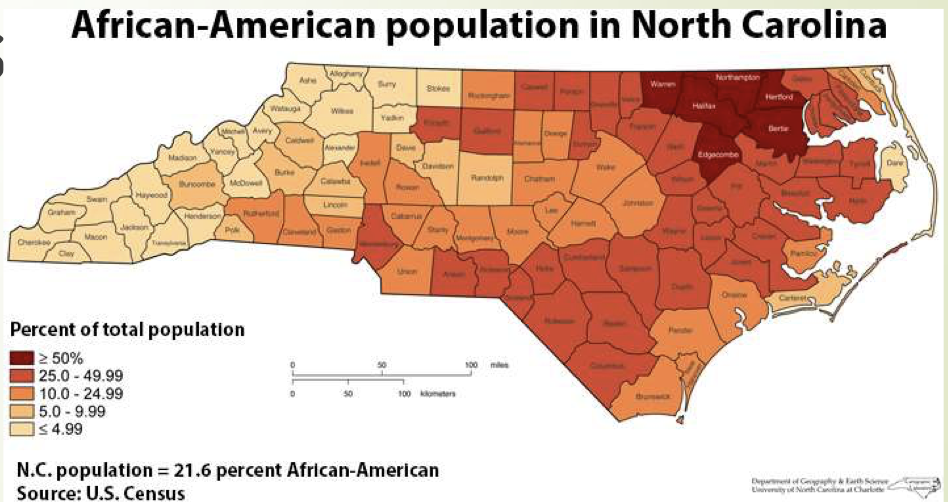 African-American population in North Carolina
Ashe
Alleghany
Surry
Stokes
Rockingham
Caswell
Person
Granville
Vance
Warren
Northampton
Gates
Halifax
Hertford
Bertie
Watauga
Wilkes
Yadkin
Forsyth
Guilford
Alamance
Orange
Durham
Franklin
Nash
Edgecombe
Martin
Washington
Tyrrell
Dare
Mitchell
Avery
Caldwell
Alexander
Iredell
Davie
Davidson
Randolph
Chatham
Wake
Wilson
Pitt
Beaufort
Hyde
Madison
Yancey
Burke
Catawba
Rowan
Johnston
Greene
Swain
Haywood
Buncombe
McDowell
Lincoln
Cabarrus
Lee
Harnett
Wayne
Lenoir
Craven
Graham
Jackson
Henderson
Rutherford
Polk
Cleveland
Gaston
Mecklenburg
Stanly
Montgomery
Moore
Cherokee
Clay
Macon
Transylvania
Union
Anson
Richmond
Hoke
Cumberland
Sampson
Duplin
Jones
Pamlico
Scotland
Robeson
Bladen
Pender
Onslow
Carteret
Columbus
Brunswick
Percent of total population
≥ 50%
25.0 - 49.99
10.0 - 24.99
5.0 - 9.99
≤ 4.99
0 50 100 miles
0 50 100 kilometers
N.C. population = 21.6 percent African-American
Source: U.S. Census
Department of Geography & Earth Science
University of North Carolina at Charlotte